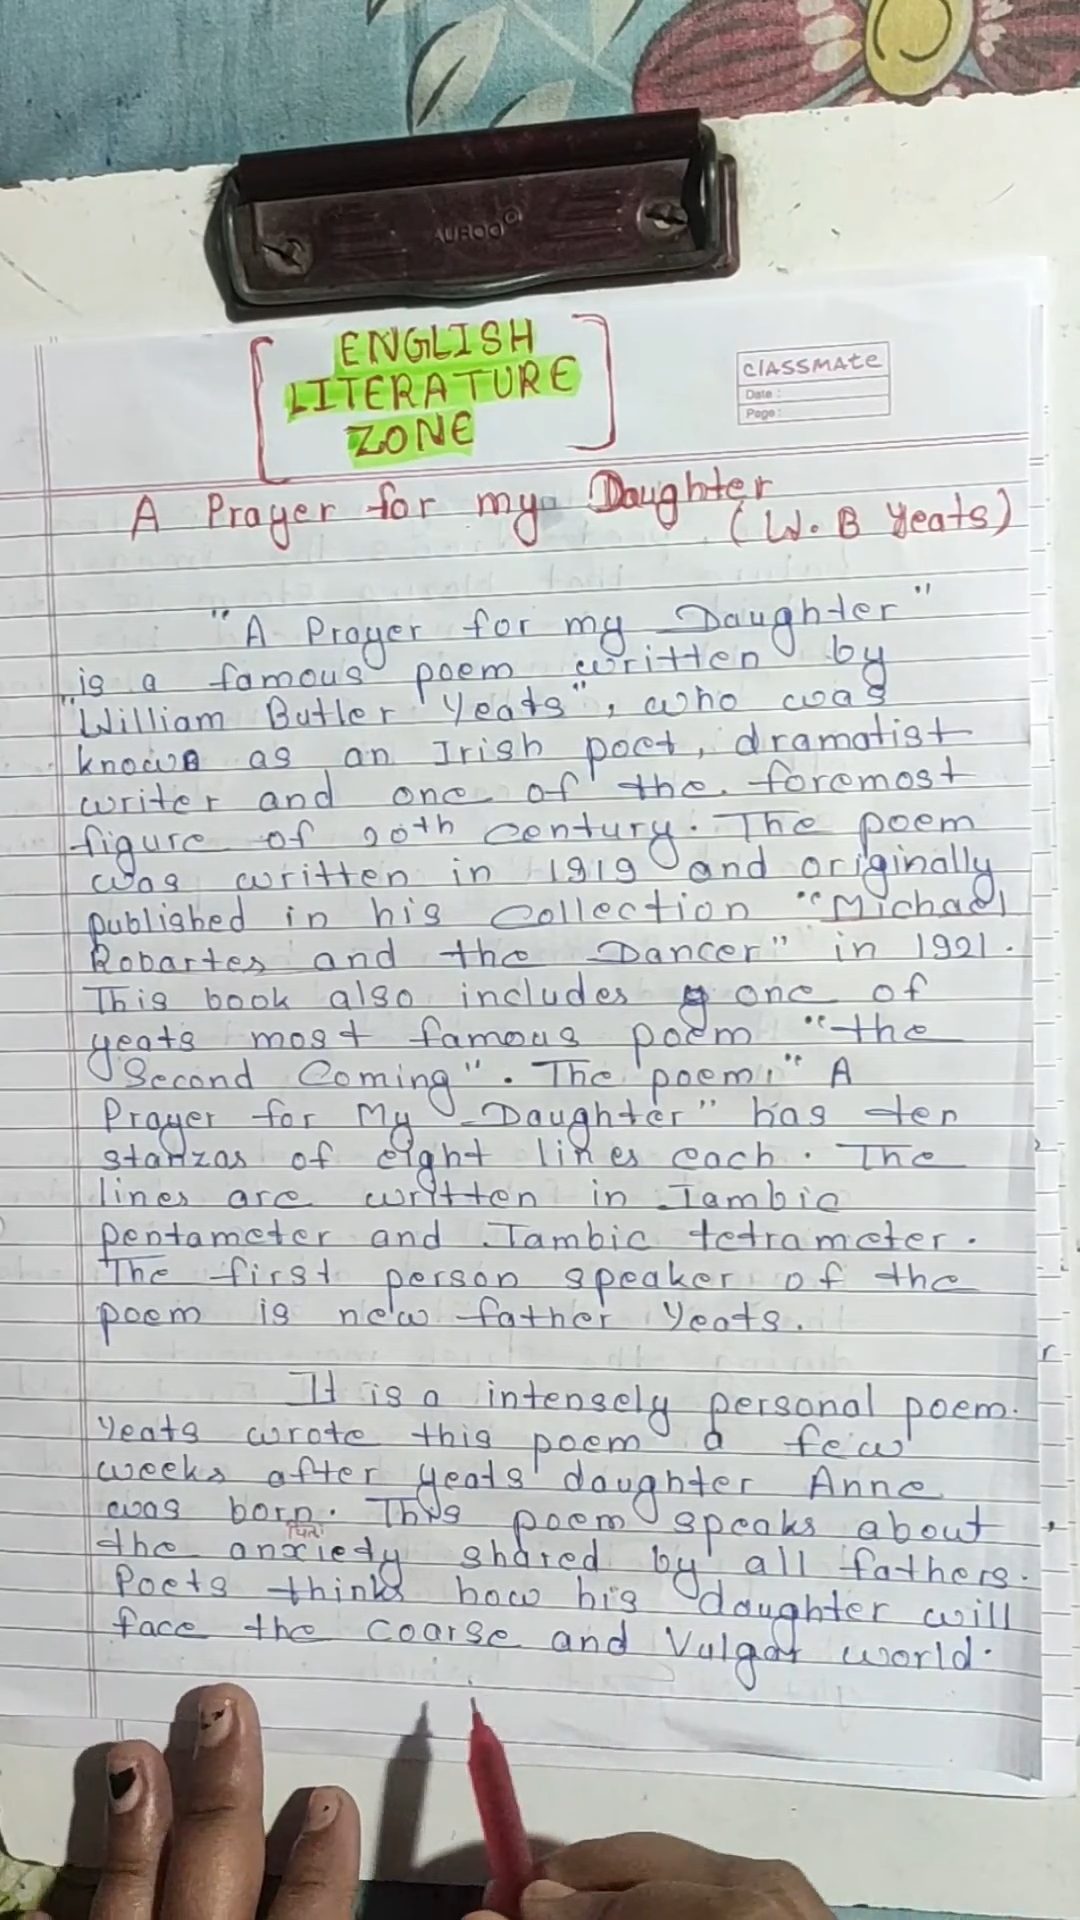 AUROO
ENGLISH
LITERATURE
ZONE
CLASSMATE
Date :
Page :
A Prayer for my Daughter
(W.B Yeats)
"A Prayer for my Daughter"
is a famous poem written by
"William Butler Yeats", who was
known as an Irish poet, dramatist
writer and one of the foremost
figure of 20th century. The poem
was written in 1919 and originally
published in his collection "Michael
Robartes and the Dancer" in 1921.
This book also includes one of
yeats most famous poem "the
Second Coming". The poem "A
Prayer for My Daughter" has ten
stanzas of eight lines each. The
lines are written in Iambic
pentameter and Iambic tetrameter.
The first person speaker of the
poem is new father Yeats.
It is a intensely personal poem.
Yeats wrote this poem a few
weeks after yeats daughter Anne
was born. This poem speaks about
the anxiety shared by all fathers.
Poets thinks how his daughter will
face the coarse and Vulgar world.